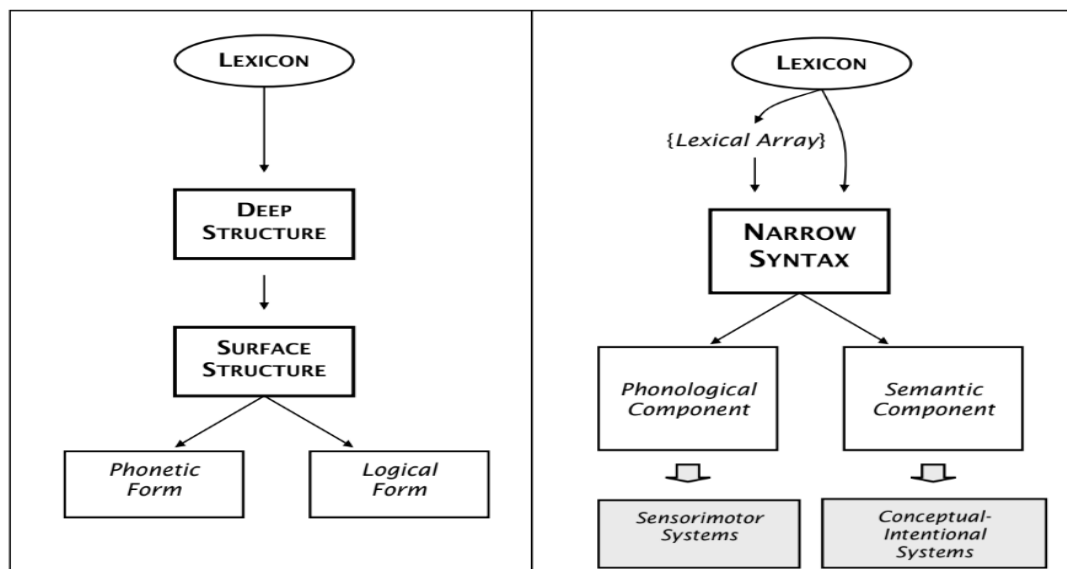 LEXICON
DEEP
STRUCTURE
SURFACE
STRUCTURE
Phonetic
Form
Logical
Form
LEXICON
{Lexical Array}
NARROW
SYNTAX
Phonological
Component
Semantic
Component
Sensorimotor
Systems
Conceptual-
Intentional
Systems